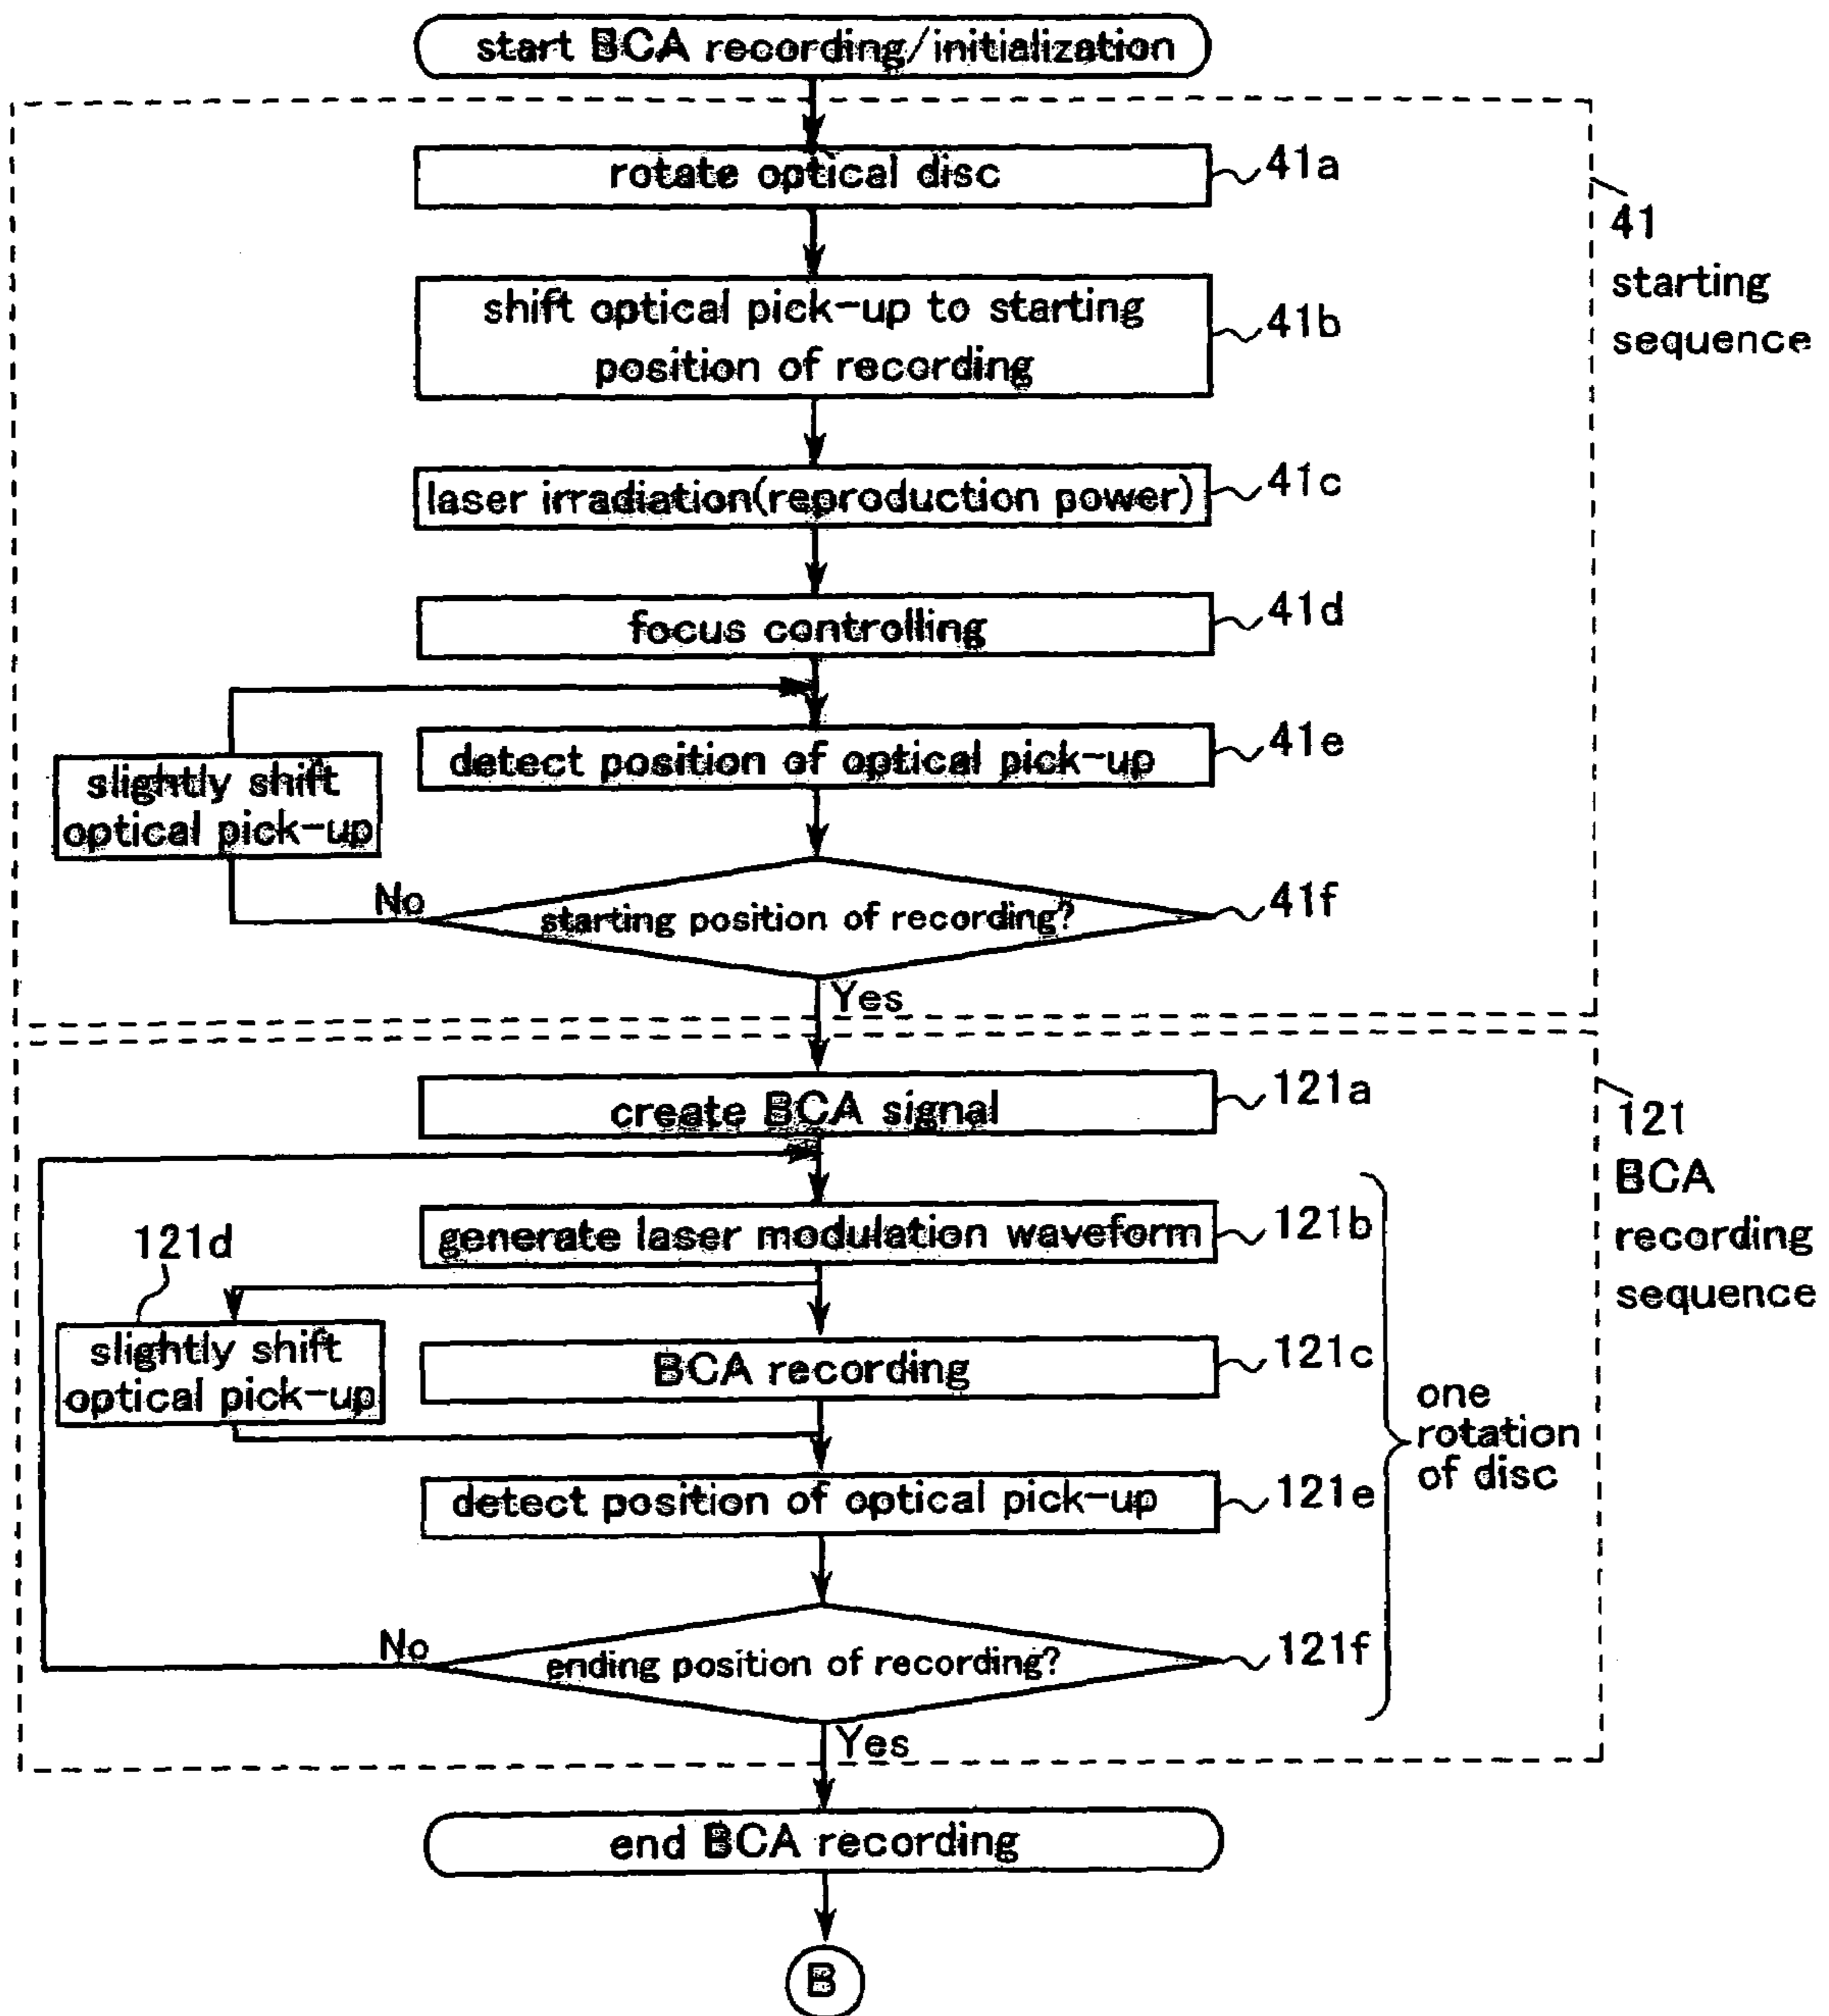 start BCA recording/initialization
rotate optical disc
41a
41
starting
sequence
shift optical pick-up to starting
position of recording
41b
laser irradiation(reproduction power)
41c
focus controlling
41d
detect position of optical pick-up
41e
slightly shift
optical pick-up
No
starting position of recording?
41f
Yes
create BCA signal
121a
121
BCA
recording
sequence
generate laser modulation waveform
121b
121d
slightly shift
optical pick-up
BCA recording
121c
one
rotation
of disc
detect position of optical pick-up
121e
No
ending position of recording?
121f
Yes
end BCA recording
B